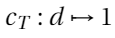 c_T : d ↦ 1